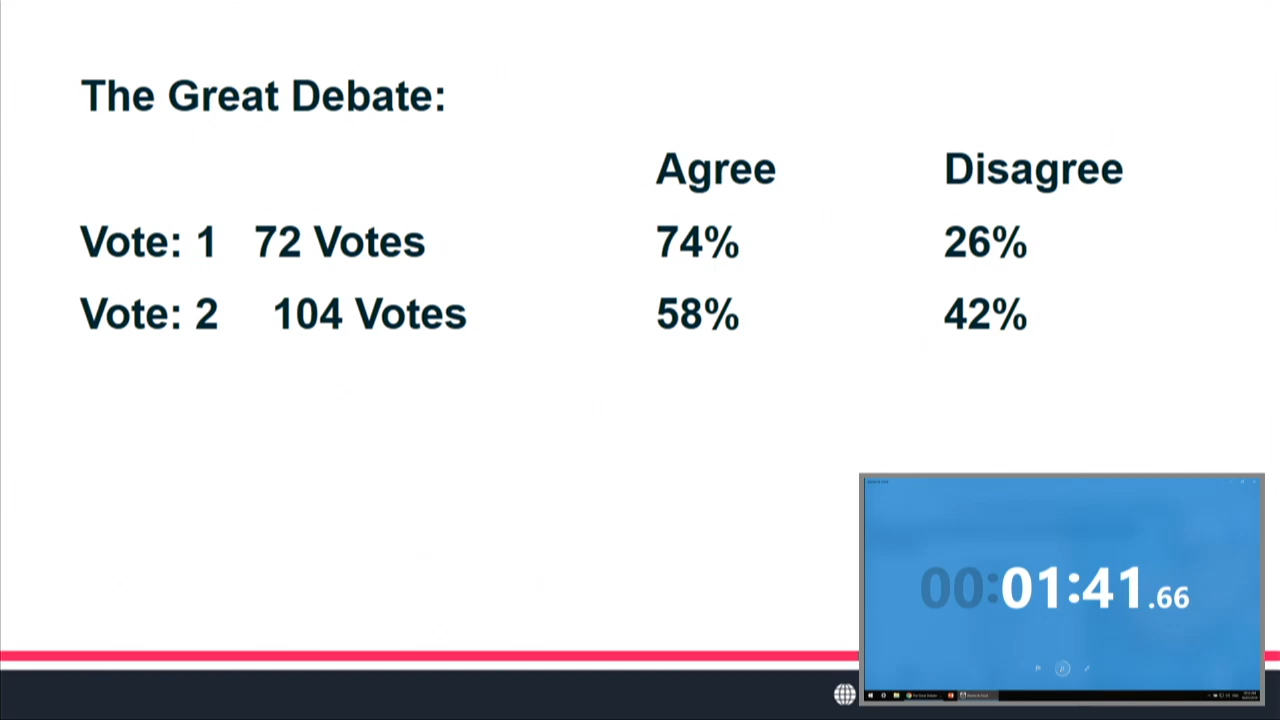 The Great Debate:
Agree Disagree
Vote: 1 72 Votes 74% 26%
Vote: 2 104 Votes 58% 42%
00:01:41.66